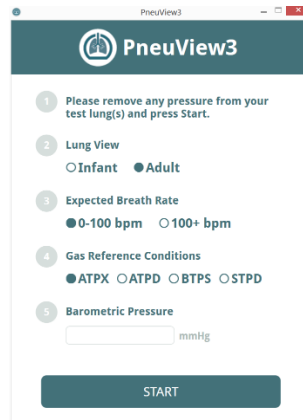 PneuView3
PneuView3
1
Please remove any pressure from your
test lung(s) and press Start.
2
Lung View
Infant Adult
3
Expected Breath Rate
0-100 bpm 100+ bpm
4
Gas Reference Conditions
ATPX ATPD BTPS STPD
5
Barometric Pressure
mmHg
START